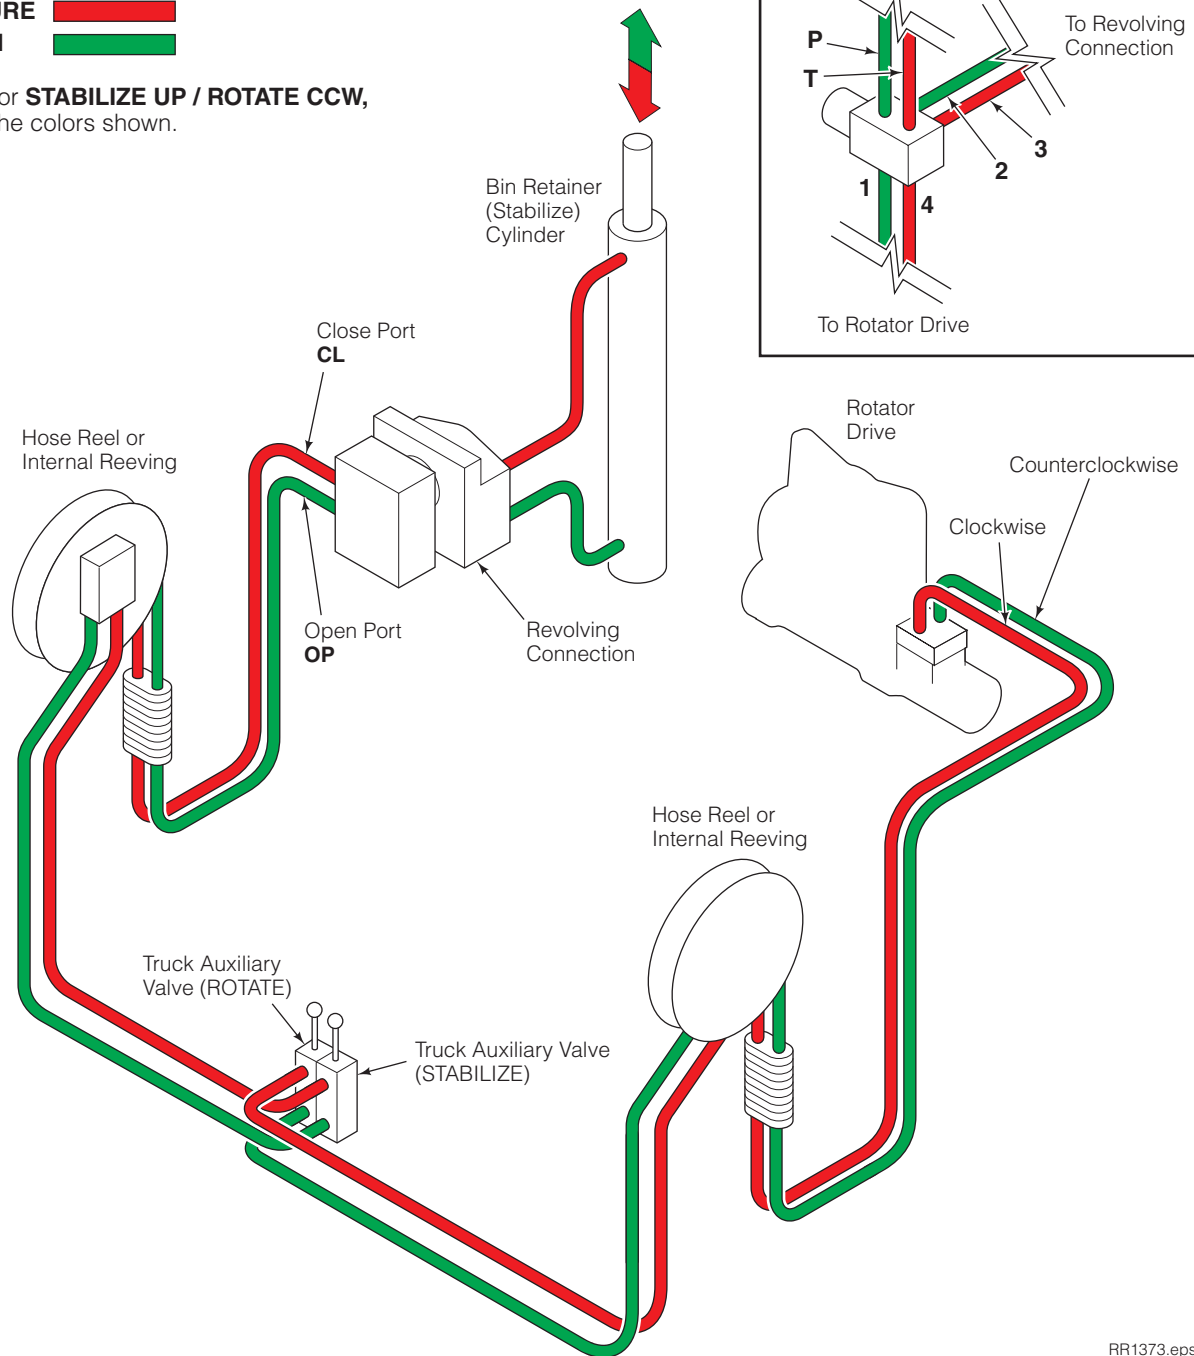 or STABILIZE UP / ROTATE CCW,
he colors shown.
P
T
To Revolving
Connection
2
3
1
4
To Rotator Drive
Bin Retainer
(Stabilize)
Cylinder
Close Port
CL
Hose Reel or
Internal Reeving
Rotator
Drive
Counterclockwise
Clockwise
Open Port
OP
Revolving
Connection
Hose Reel or
Internal Reeving
Truck Auxiliary
Valve (ROTATE)
Truck Auxiliary Valve
(STABILIZE)
RR1373.eps